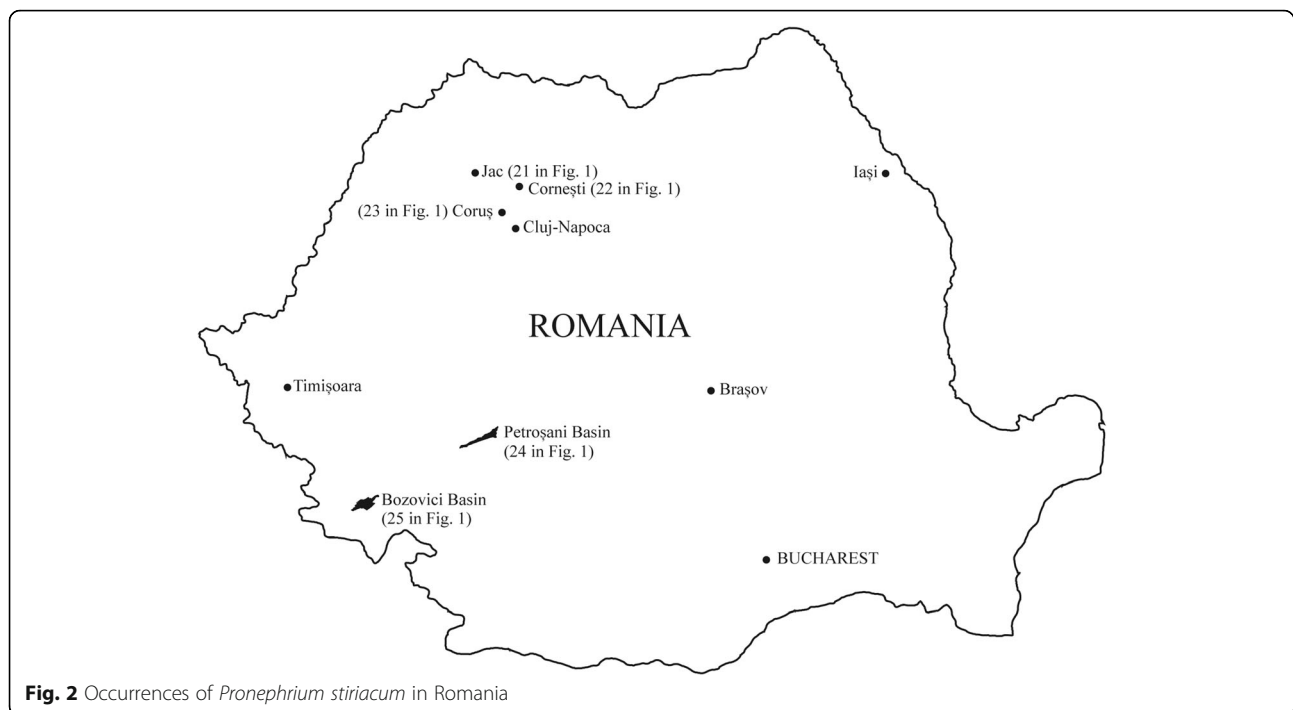 Jac (21 in Fig. 1)
Iași
Cornești (22 in Fig. 1)
(23 in Fig. 1) Coruș
Cluj-Napoca
ROMANIA
Timișoara
Brașov
Petroșani Basin
(24 in Fig. 1)
Bozovici Basin
(25 in Fig. 1)
BUCHAREST
Fig. 2 Occurrences of Pronephrium stiriacum in Romania